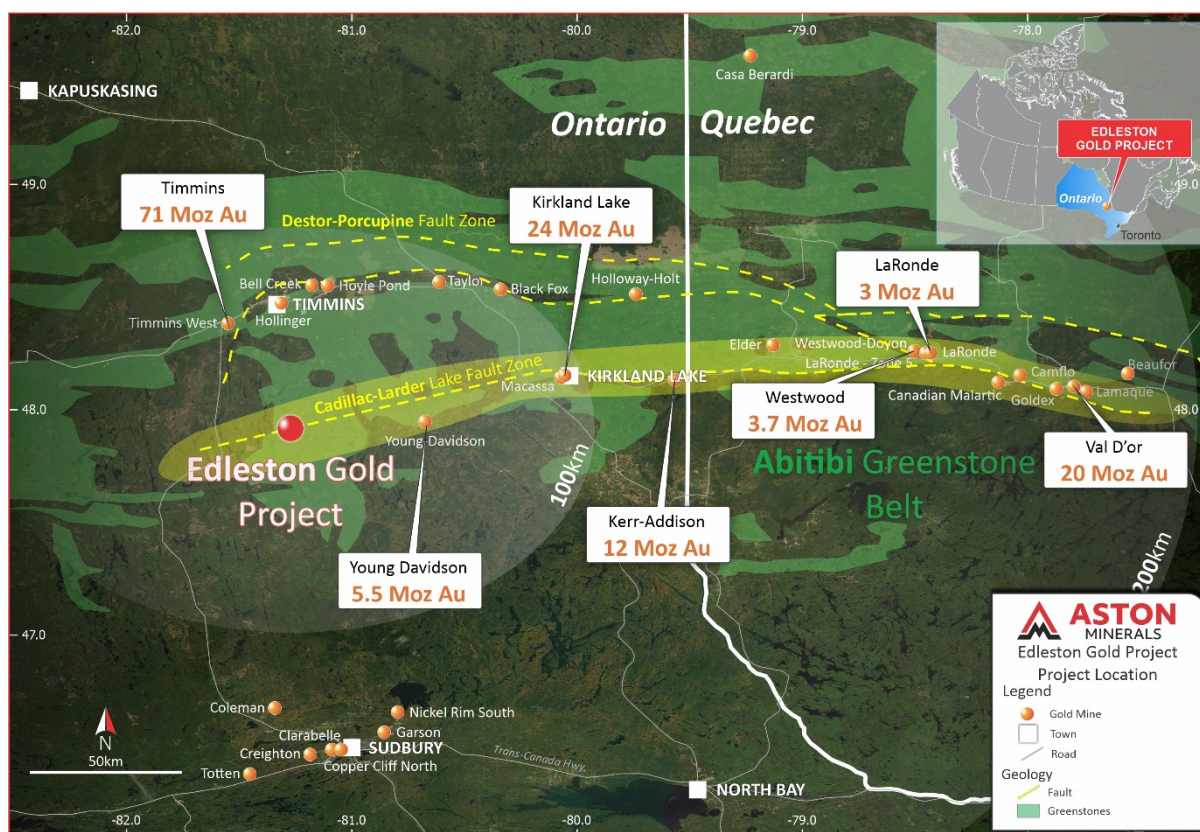 -82.0
-81.0
-80.0
-79.0
-78.0
KAPUSKASING
Casa Berardi
Ontario
Quebec
EDLESTON
GOLD PROJECT
Ontario
Toronto
49.0
49.0
Timmins
71 Moz Au
Destor-Porcupine Fault Zone
Kirkland Lake
24 Moz Au
LaRonde
3 Moz Au
Bell Creek
Hoyle Pond
Taylor
Black Fox
Holloway-Holt
TIMMINS
Hollinger
Timmins West
Elder
Westwood-Doyon
LaRonde
LaRonde - Zone 5
Beaufor
Camflo
Cadillac-Larder Lake Fault Zone
Macassa
KIRKLAND LAKE
Canadian Malartic
Goldex
Lamaque
48.0
48.0
Westwood
3.7 Moz Au
Young Davidson
Val D'or
20 Moz Au
Edleston Gold
Project
100km
Abitibi Greenstone
Belt
Kerr-Addison
12 Moz Au
Young Davidson
5.5 Moz Au
200km
47.0
ASTON
MINERALS
Edleston Gold Project
Project Location
Legend
Gold Mine
Town
Road
Geology
Fault
Greenstones
Coleman
Nickel Rim South
Garson
Clarabelle
Creighton
SUDBURY
Copper Cliff North
Totten
Trans-Canada Hwy.
NORTH BAY
N
50km
-82.0
-81.0
-80.0
-79.0